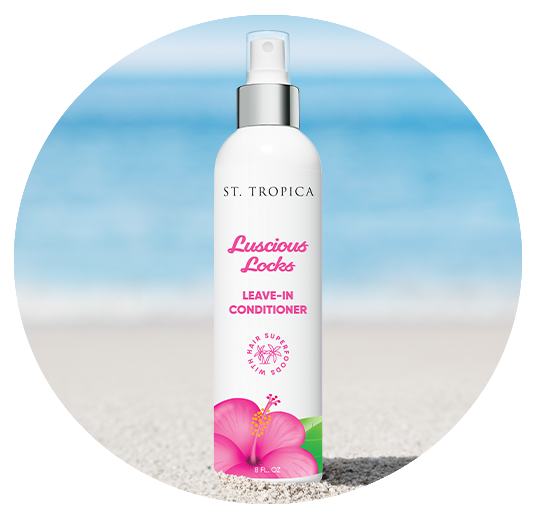 ST. TROPICA
Luscious
Locks
LEAVE-IN
CONDITIONER
WITH HAIR SUPERFOODS
8 FL. OZ